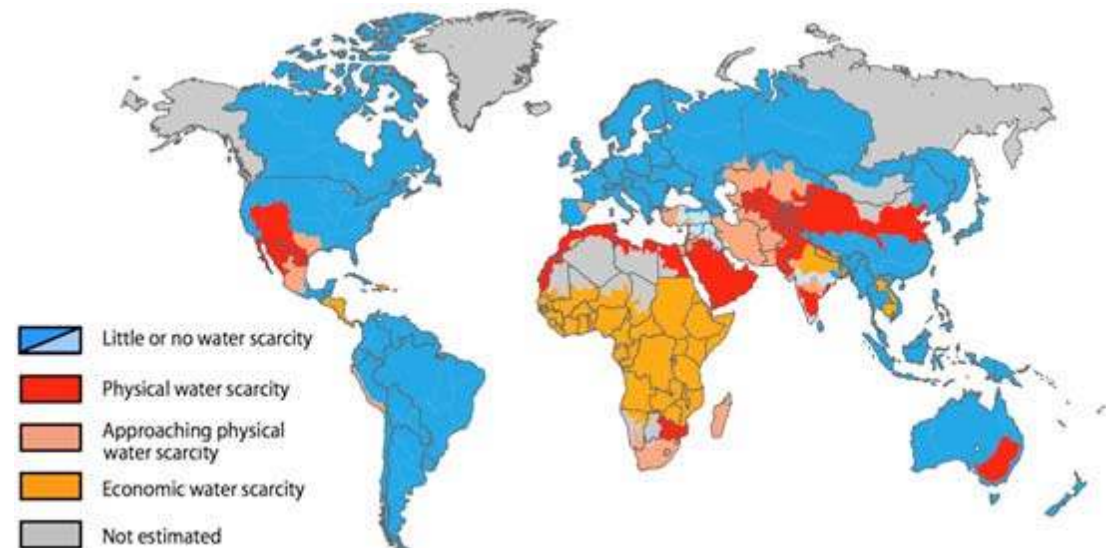 Little or no water scarcity
Physical water scarcity
Approaching physical
water scarcity
Economic water scarcity
Not estimated